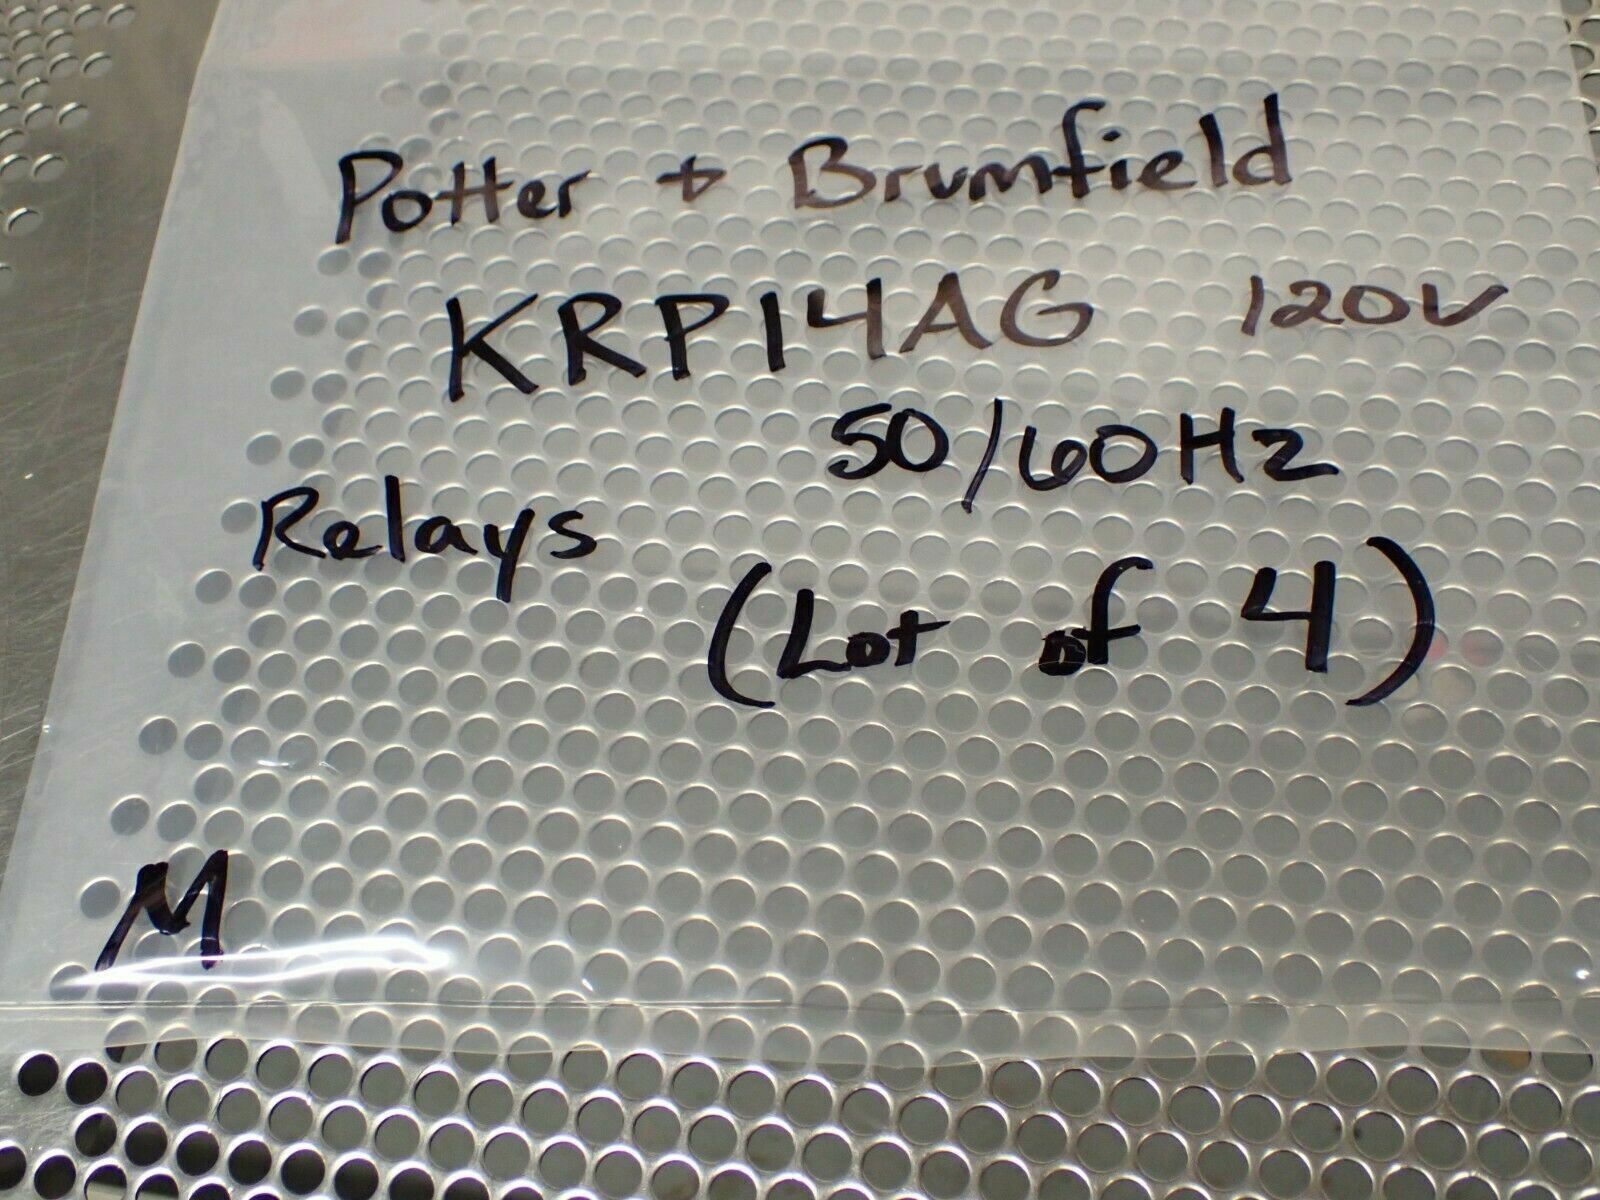 Potter + Brumfield
KRP14AG 120V
50/60Hz
Relays
(Lot of 4)
M